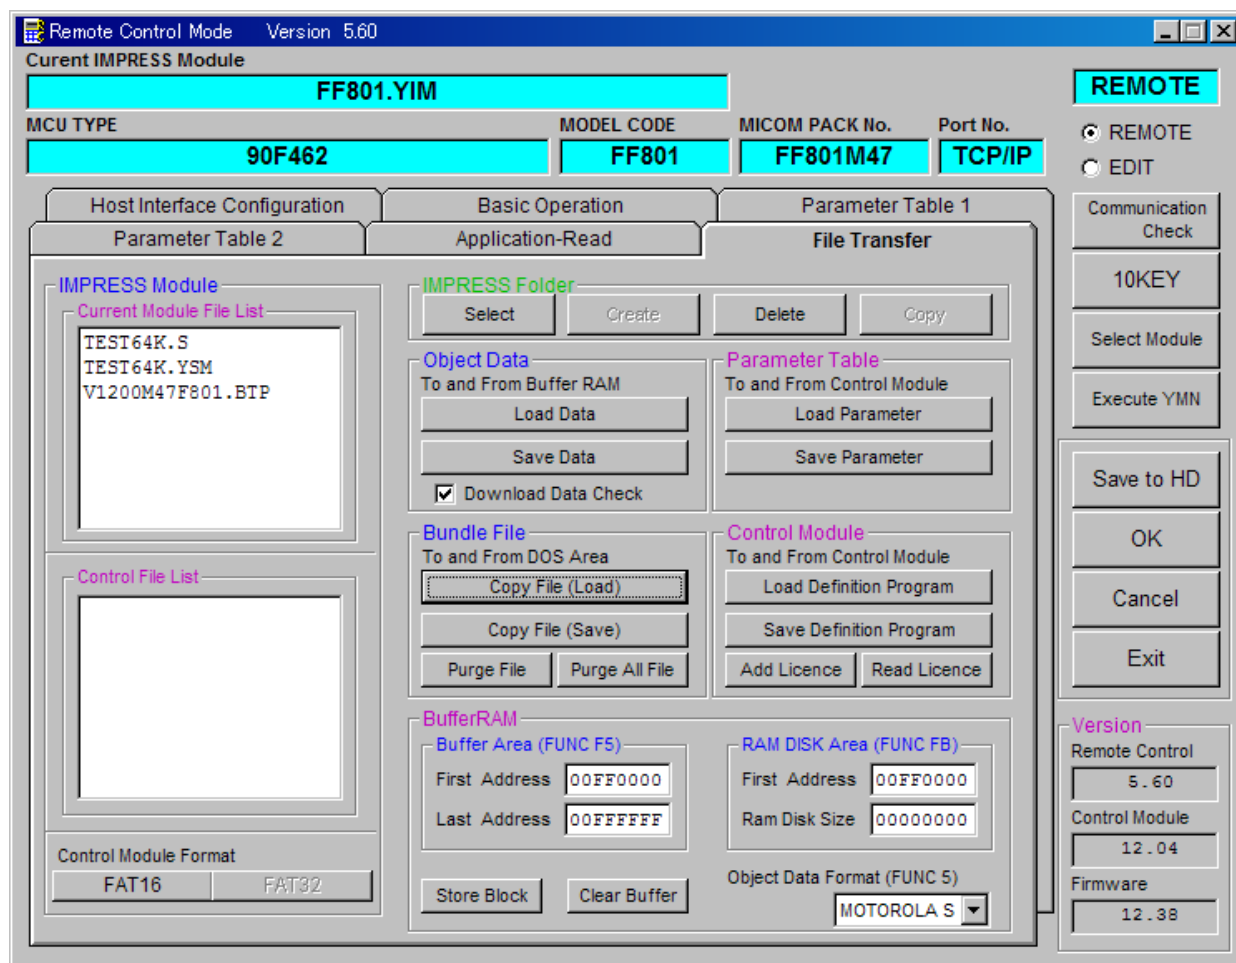 Remote Control Mode Version 5.60
Curent IMPRESS Module
FF801.YIM
REMOTE
MCU TYPE MODEL CODE MICOM PACK No. Port No.
90F462 FF801 FF801M47 TCP/IP
REMOTE
EDIT
Host Interface Configuration Basic Operation Parameter Table 1
Parameter Table 2 Application-Read File Transfer
Communication
Check
10KEY
Select Module
Execute YMN
Save to HD
OK
Cancel
Exit
IMPRESS Module
Current Module File List
TEST64K.S
TEST64K.YSM
V1200M47F801.BTP
Control File List
Control Module Format
FAT16 FAT32
IMPRESS Folder
Select Create Delete Copy
Object Data
To and From Buffer RAM
Load Data
Save Data
Download Data Check
Parameter Table
To and From Control Module
Load Parameter
Save Parameter
Bundle File
To and From DOS Area
Copy File (Load)
Copy File (Save)
Purge File Purge All File
Control Module
To and From Control Module
Load Definition Program
Save Definition Program
Add Licence Read Licence
BufferRAM
Buffer Area (FUNC F5)
First Address 00FF0000
Last Address 00FFFFFF
RAM DISK Area (FUNC FB)
First Address 00FF0000
Ram Disk Size 00000000
Store Block Clear Buffer
Object Data Format (FUNC 5)
MOTOROLA S
Version
Remote Control
5.60
Control Module
12.04
Firmware
12.38